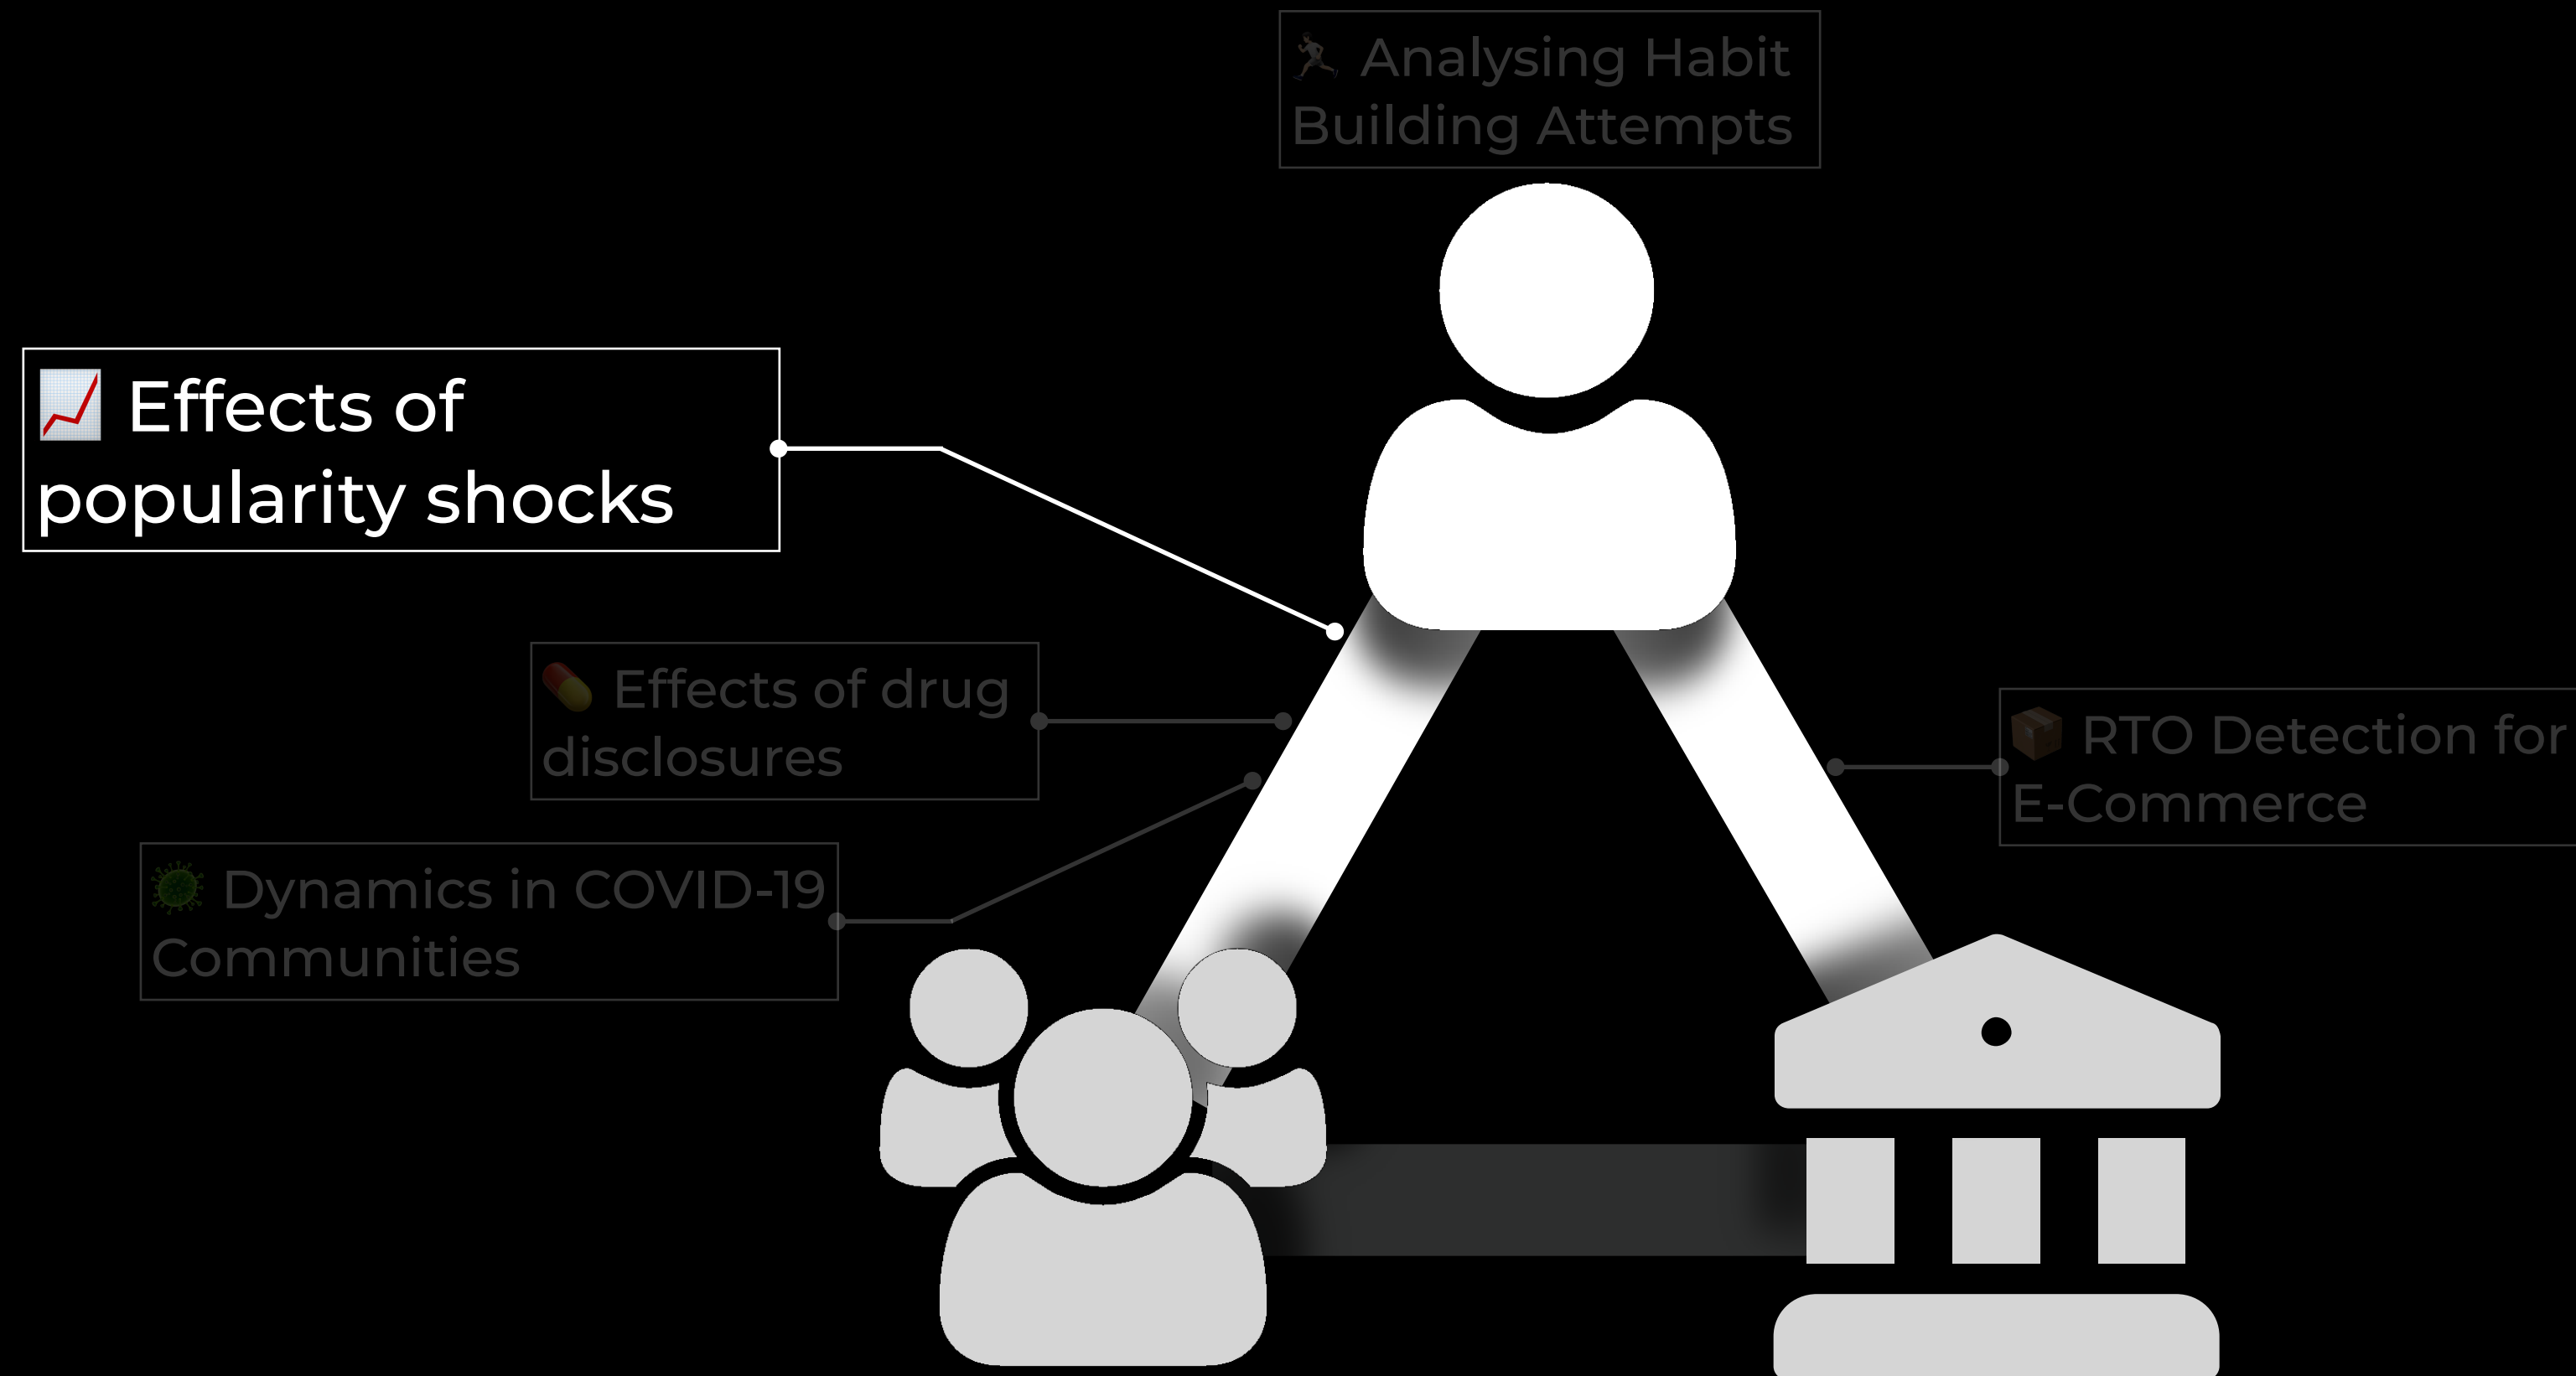 🏃🏿 Analysing Habit
Building Attempts
📈 Effects of
popularity shocks
💊 Effects of drug
disclosures
📦 RTO Detection for
E-Commerce
🦠 Dynamics in COVID-19
Communities